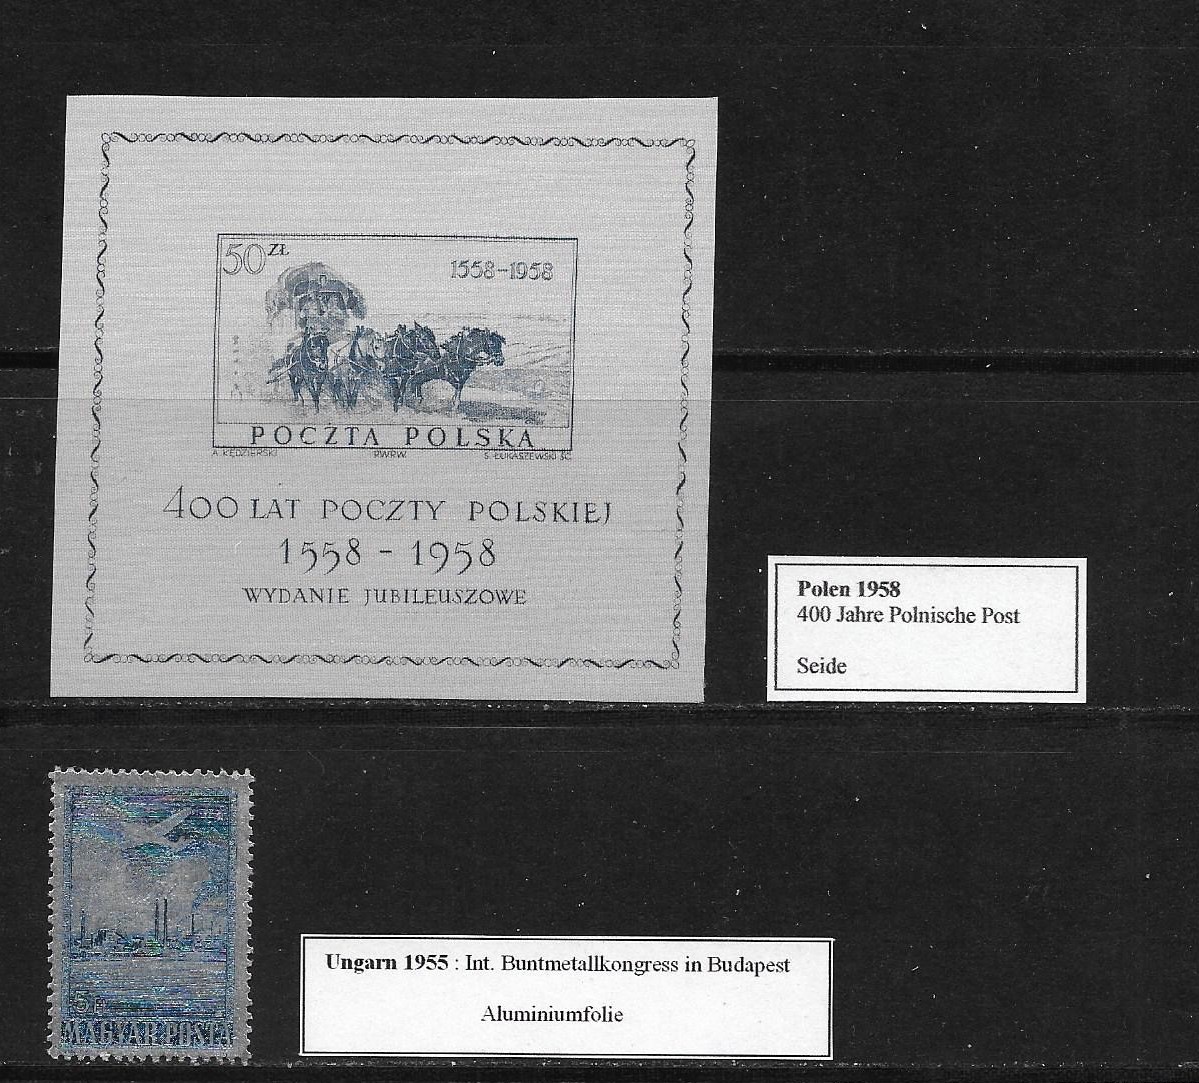 50 ZŁ
1558-1958
POCZTA POLSKA
A. KĘDZIERSKI PWPW S. ŁUKASZEWSKI SC.
400 LAT POCZTY POLSKIEJ
1558 - 1958
WYDANIE JUBILEUSZOWE
Polen 1958
400 Jahre Polnische Post
Seide
5F
MAGYAR POSTA
Ungarn 1955 : Int. Buntmetallkongress in Budapest
Aluminiumfolie